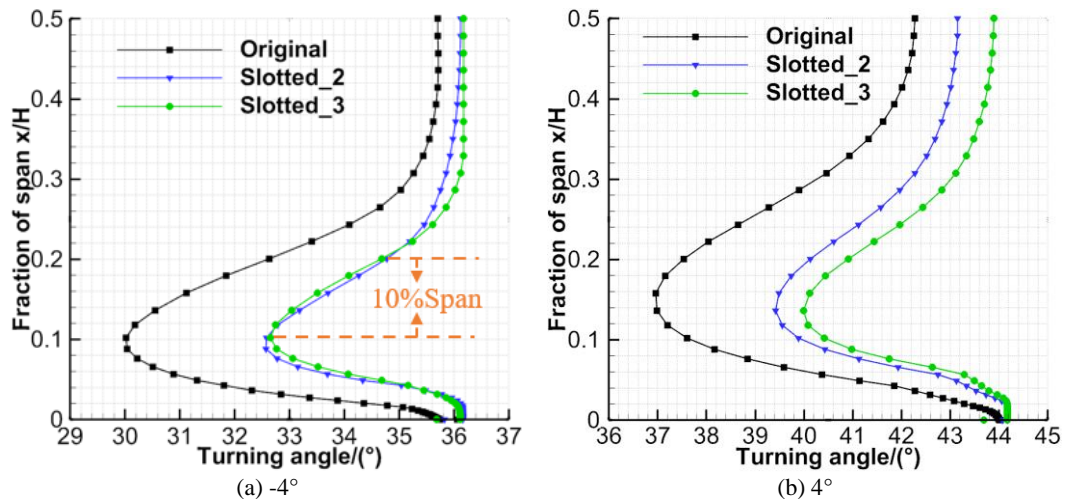 0.5
0.4
0.3
0.2
0.1
0
Fraction of span x/H
Original
Slotted_2
Slotted_3
10%Span
29 30 31 32 33 34 35 36 37
Turning angle/(°)
(a) -4°
0.5
0.4
0.3
0.2
0.1
0
Fraction of span x/H
Original
Slotted_2
Slotted_3
36 37 38 39 40 41 42 43 44 45
Turning angle/(°)
(b) 4°